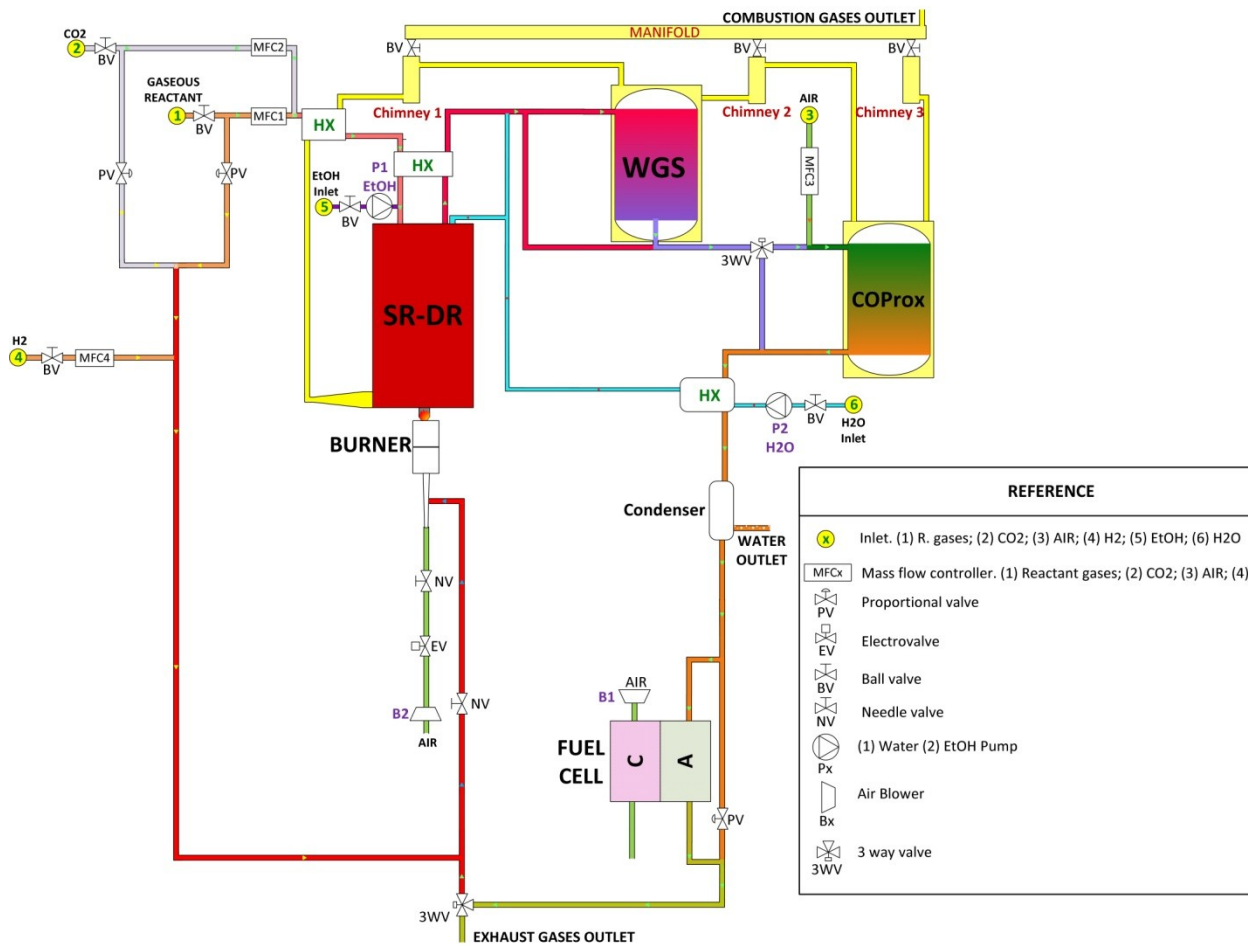 COMBUSTION GASES OUTLET
MANIFOLD
CO2
2
BV
MFC2
BV
BV
BV
GASEOUS
REACTANT
1
BV
MFC1
HX
Chimney 1
Chimney 2
AIR
3
Chimney 3
PV
PV
EtOH
Inlet
5
BV
P1
EtOH
HX
WGS
MFC3
3WV
SR-DR
COProx
H2
4
BV
MFC4
HX
P2
H2O
BV
6
H2O
Inlet
BURNER
Condenser
WATER
OUTLET
NV
EV
B2
AIR
NV
B1
AIR
FUEL
CELL
C
A
PV
3WV
EXHAUST GASES OUTLET
REFERENCE
x
Inlet. (1) R. gases; (2) CO2; (3) AIR; (4) H2; (5) EtOH; (6) H2O
MFCx
Mass flow controller. (1) Reactant gases; (2) CO2; (3) AIR; (4)
PV
Proportional valve
EV
Electrovalve
BV
Ball valve
NV
Needle valve
Px
(1) Water (2) EtOH Pump
Bx
Air Blower
3WV
3 way valve